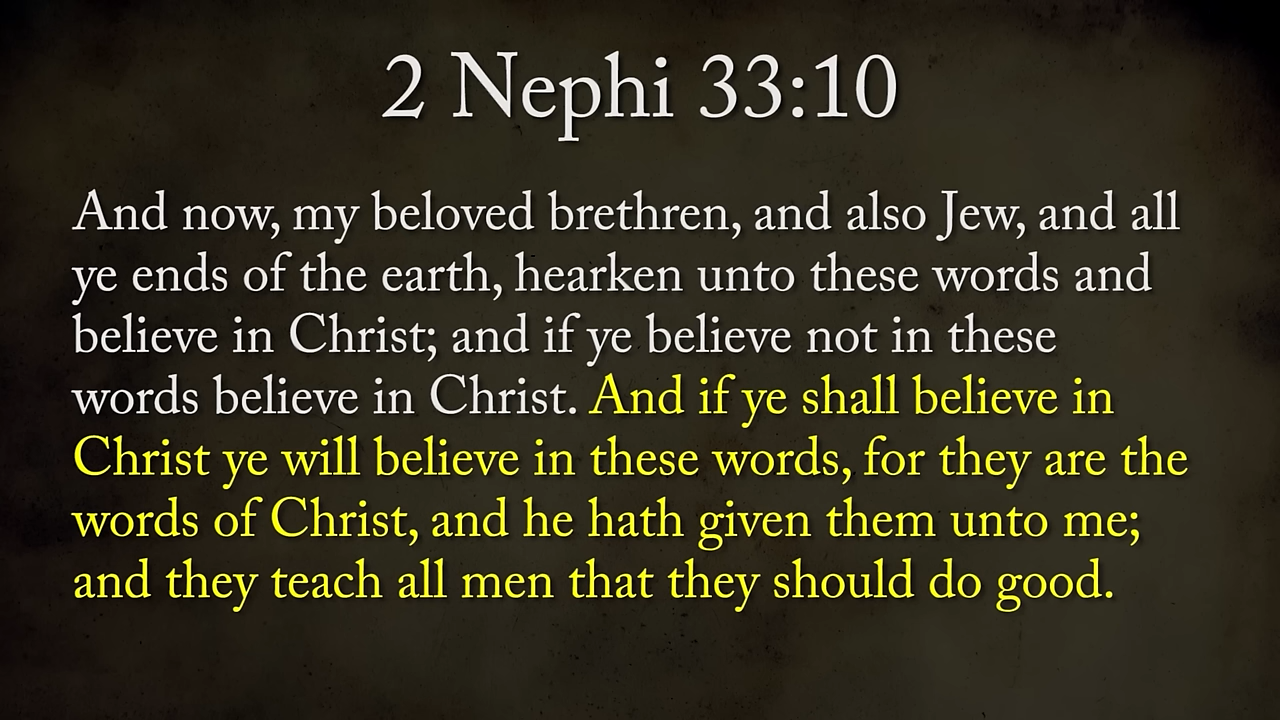 2 Nephi 33:10
And now, my beloved brethren, and also Jew, and all
ye ends of the earth, hearken unto these words and
believe in Christ; and if ye believe not in these
words believe in Christ. And if ye shall believe in
Christ ye will believe in these words, for they are the
words of Christ, and he hath given them unto me;
and they teach all men that they should do good.